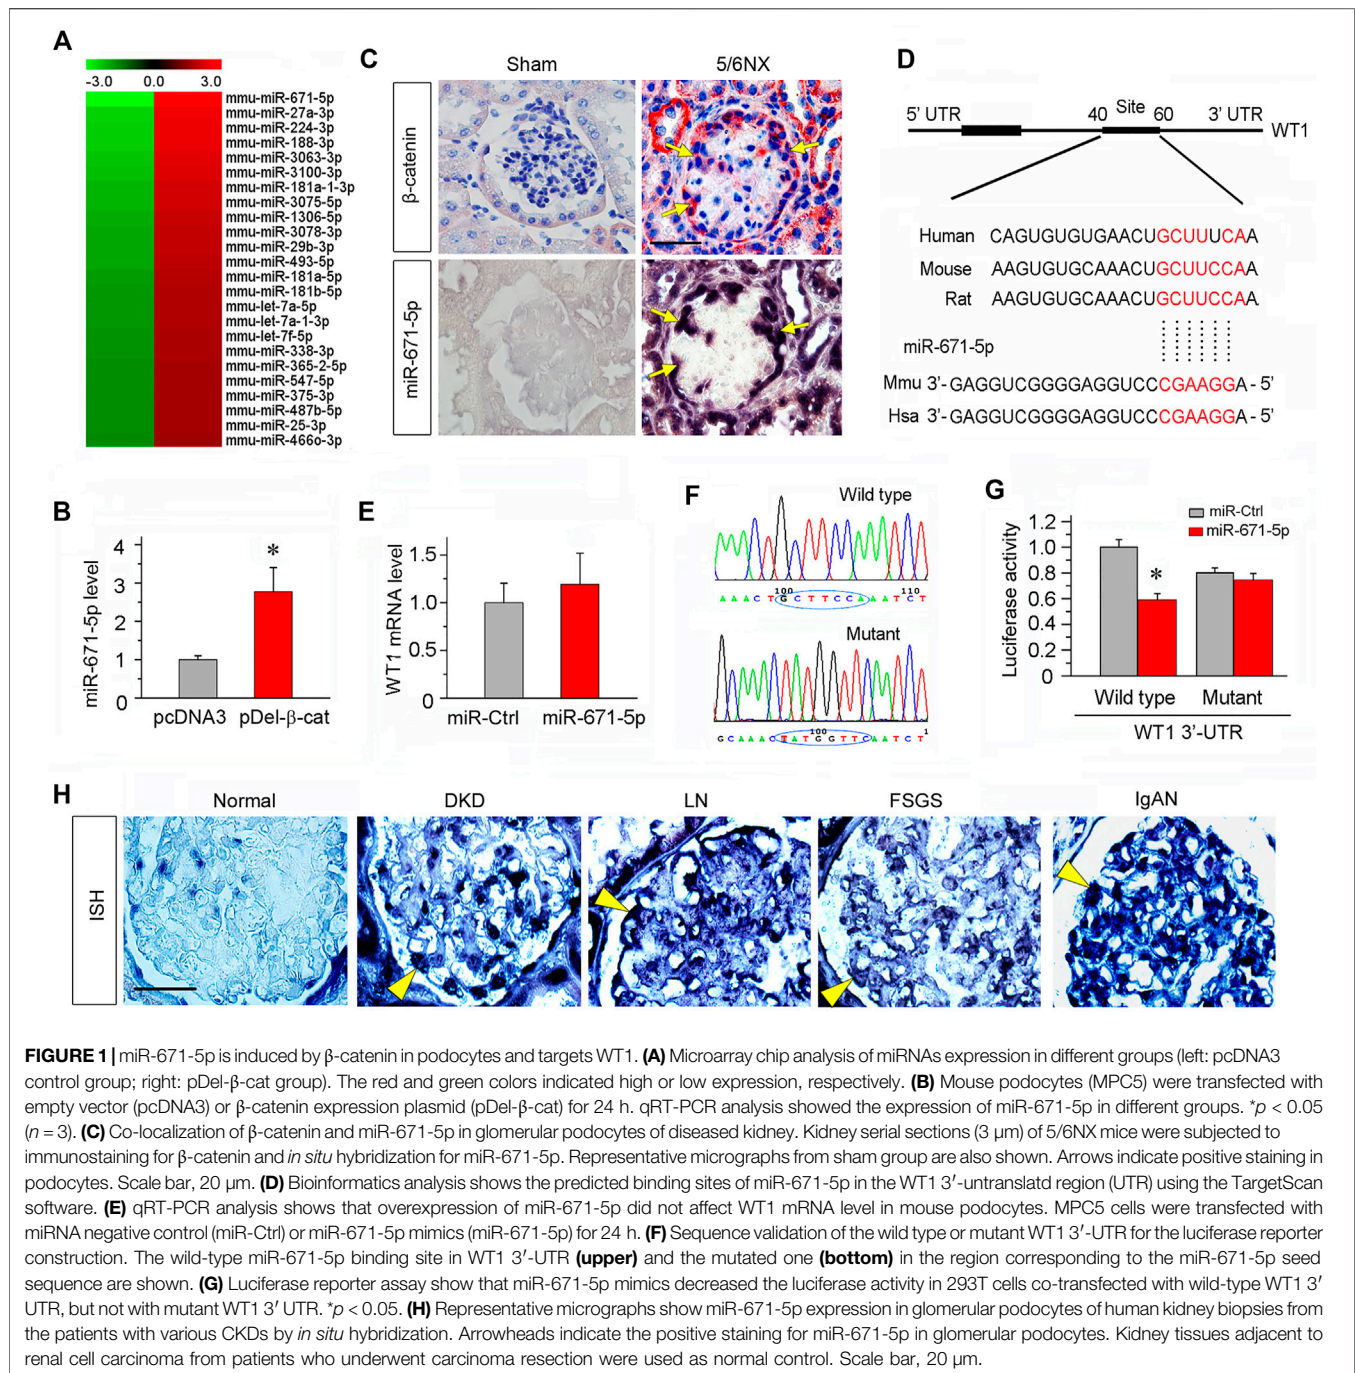 A
-3.0 0.0 3.0
mmu-miR-671-5p
mmu-miR-27a-3p
mmu-miR-224-3p
mmu-miR-188-3p
mmu-miR-3063-3p
mmu-miR-3100-3p
mmu-miR-181a-1-3p
mmu-miR-3075-5p
mmu-miR-1306-5p
mmu-miR-3078-3p
mmu-miR-29b-3p
mmu-miR-493-5p
mmu-miR-181a-5p
mmu-miR-181b-5p
mmu-let-7a-5p
mmu-let-7a-1-3p
mmu-let-7f-5p
mmu-miR-338-3p
mmu-miR-365-2-5p
mmu-miR-547-5p
mmu-miR-375-3p
mmu-miR-487b-5p
mmu-miR-25-3p
mmu-miR-466o-3p
C
Sham 5/6NX
β-catenin
miR-671-5p
D
5' UTR 40 Site 60 3' UTR
WT1
Human CAGUGUGUGAACUGCUUUCAA
Mouse AAGUGUGCAAACUGCUUCCAA
Rat AAGUGUGCAAACUGCUUCCAA
miR-671-5p
Mmu 3'-GAGGUCGGGGAGGUCCCGAAGGA-5'
Hsa 3'-GAGGUCGGGGAGGUCCCGAAGGA-5'
B
miR-671-5p level
4
3
2
1
0
*
pcDNA3 pDel-β-cat
E
WT1 mRNA level
1.5
1.0
0.5
0
miR-Ctrl miR-671-5p
F
Wild type
100 110
A A A C T G C T T C C A A A T C T
Mutant
100 1
G C A A A C T A T G G T T C A A T C T
G
miR-Ctrl
miR-671-5p
Luciferase activity
1.2
1.0
0.8
0.6
0.4
0.2
0
*
Wild type Mutant
WT1 3'-UTR
H
Normal DKD LN FSGS IgAN
ISH
FIGURE 1 | miR-671-5p is induced by β-catenin in podocytes and targets WT1. (A) Microarray chip analysis of miRNAs expression in different groups (left: pcDNA3
control group; right: pDel-β-cat group). The red and green colors indicated high or low expression, respectively. (B) Mouse podocytes (MPC5) were transfected with
empty vector (pcDNA3) or β-catenin expression plasmid (pDel-β-cat) for 24 h. qRT-PCR analysis showed the expression of miR-671-5p in different groups. *p < 0.05
(n = 3). (C) Co-localization of β-catenin and miR-671-5p in glomerular podocytes of diseased kidney. Kidney serial sections (3 μm) of 5/6NX mice were subjected to
immunostaining for β-catenin and in situ hybridization for miR-671-5p. Representative micrographs from sham group are also shown. Arrows indicate positive staining in
podocytes. Scale bar, 20 μm. (D) Bioinformatics analysis shows the predicted binding sites of miR-671-5p in the WT1 3′-untranslatd region (UTR) using the TargetScan
software. (E) qRT-PCR analysis shows that overexpression of miR-671-5p did not affect WT1 mRNA level in mouse podocytes. MPC5 cells were transfected with
miRNA negative control (miR-Ctrl) or miR-671-5p mimics (miR-671-5p) for 24 h. (F) Sequence validation of the wild type or mutant WT1 3′-UTR for the luciferase reporter
construction. The wild-type miR-671-5p binding site in WT1 3′-UTR (upper) and the mutated one (bottom) in the region corresponding to the miR-671-5p seed
sequence are shown. (G) Luciferase reporter assay show that miR-671-5p mimics decreased the luciferase activity in 293T cells co-transfected with wild-type WT1 3′
UTR, but not with mutant WT1 3′ UTR. *p < 0.05. (H) Representative micrographs show miR-671-5p expression in glomerular podocytes of human kidney biopsies from
the patients with various CKDs by in situ hybridization. Arrowheads indicate the positive staining for miR-671-5p in glomerular podocytes. Kidney tissues adjacent to
renal cell carcinoma from patients who underwent carcinoma resection were used as normal control. Scale bar, 20 μm.